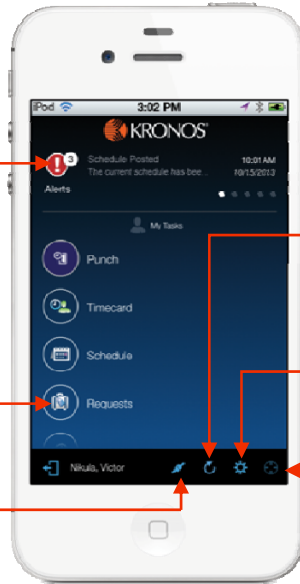 iPod
3:02 PM
KRONOS
3
Schedule Posted
10:01 AM
The current schedule has bee...
10/15/2013
Alerts
My Tasks
Punch
Timecard
Schedule
Requests
Nikula, Victor